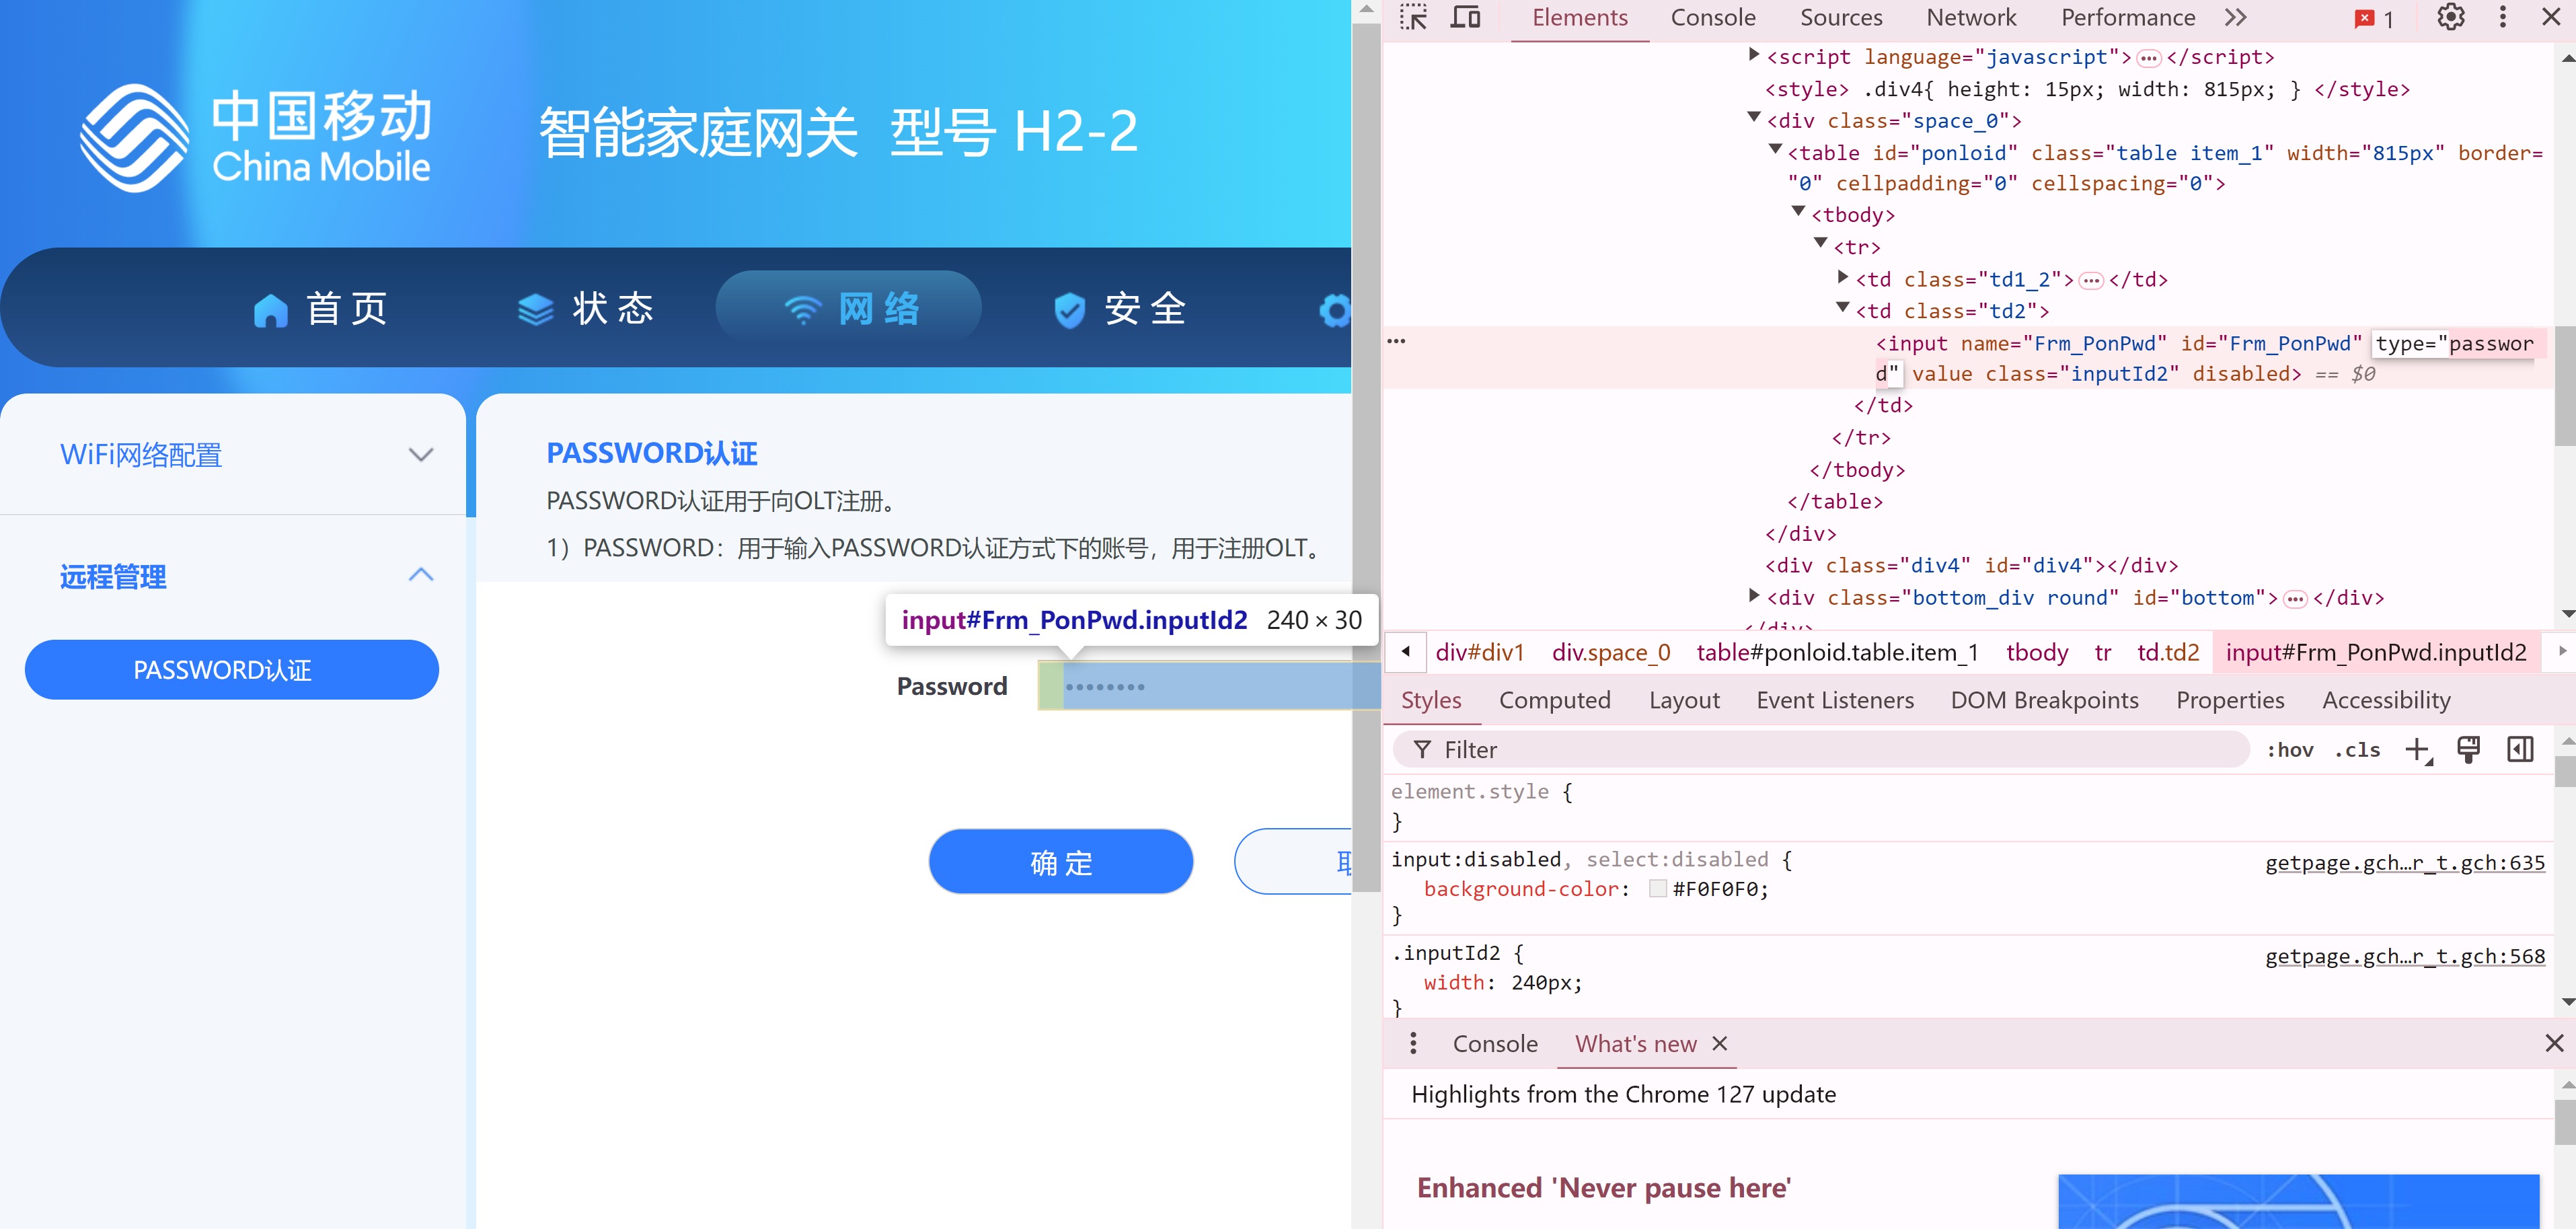 中国移动
China Mobile
智能家庭网关 型号 H2-2
首 页
状 态
网 络
安 全
WiFi网络配置
远程管理
PASSWORD认证
PASSWORD认证
PASSWORD认证用于向OLT注册。
1）PASSWORD：用于输入PASSWORD认证方式下的账号，用于注册OLT。
input#Frm_PonPwd.inputId2 240 × 30
Password ••••••••
确 定
Elements Console Sources Network Performance 1
<script language="javascript">…</script>
<style> .div4{ height: 15px; width: 815px; } </style>
<div class="space_0">
<table id="ponloid" class="table item_1" width="815px" border=
"0" cellpadding="0" cellspacing="0">
<tbody>
<tr>
<td class="td1_2">…</td>
<td class="td2">
<input name="Frm_PonPwd" id="Frm_PonPwd" type="passwor
d" value class="inputId2" disabled> == $0
</td>
</tr>
</tbody>
</table>
</div>
<div class="div4" id="div4"></div>
<div class="bottom_div round" id="bottom">…</div>
</div>
div#div1 div.space_0 table#ponloid.table.item_1 tbody tr td.td2 input#Frm_PonPwd.inputId2
Styles Computed Layout Event Listeners DOM Breakpoints Properties Accessibility
Filter :hov .cls
element.style {
}
input:disabled, select:disabled { getpage.gch…r_t.gch:635
background-color: #F0F0F0;
}
.inputId2 { getpage.gch…r_t.gch:568
width: 240px;
}
Console What's new
Highlights from the Chrome 127 update
Enhanced 'Never pause here'